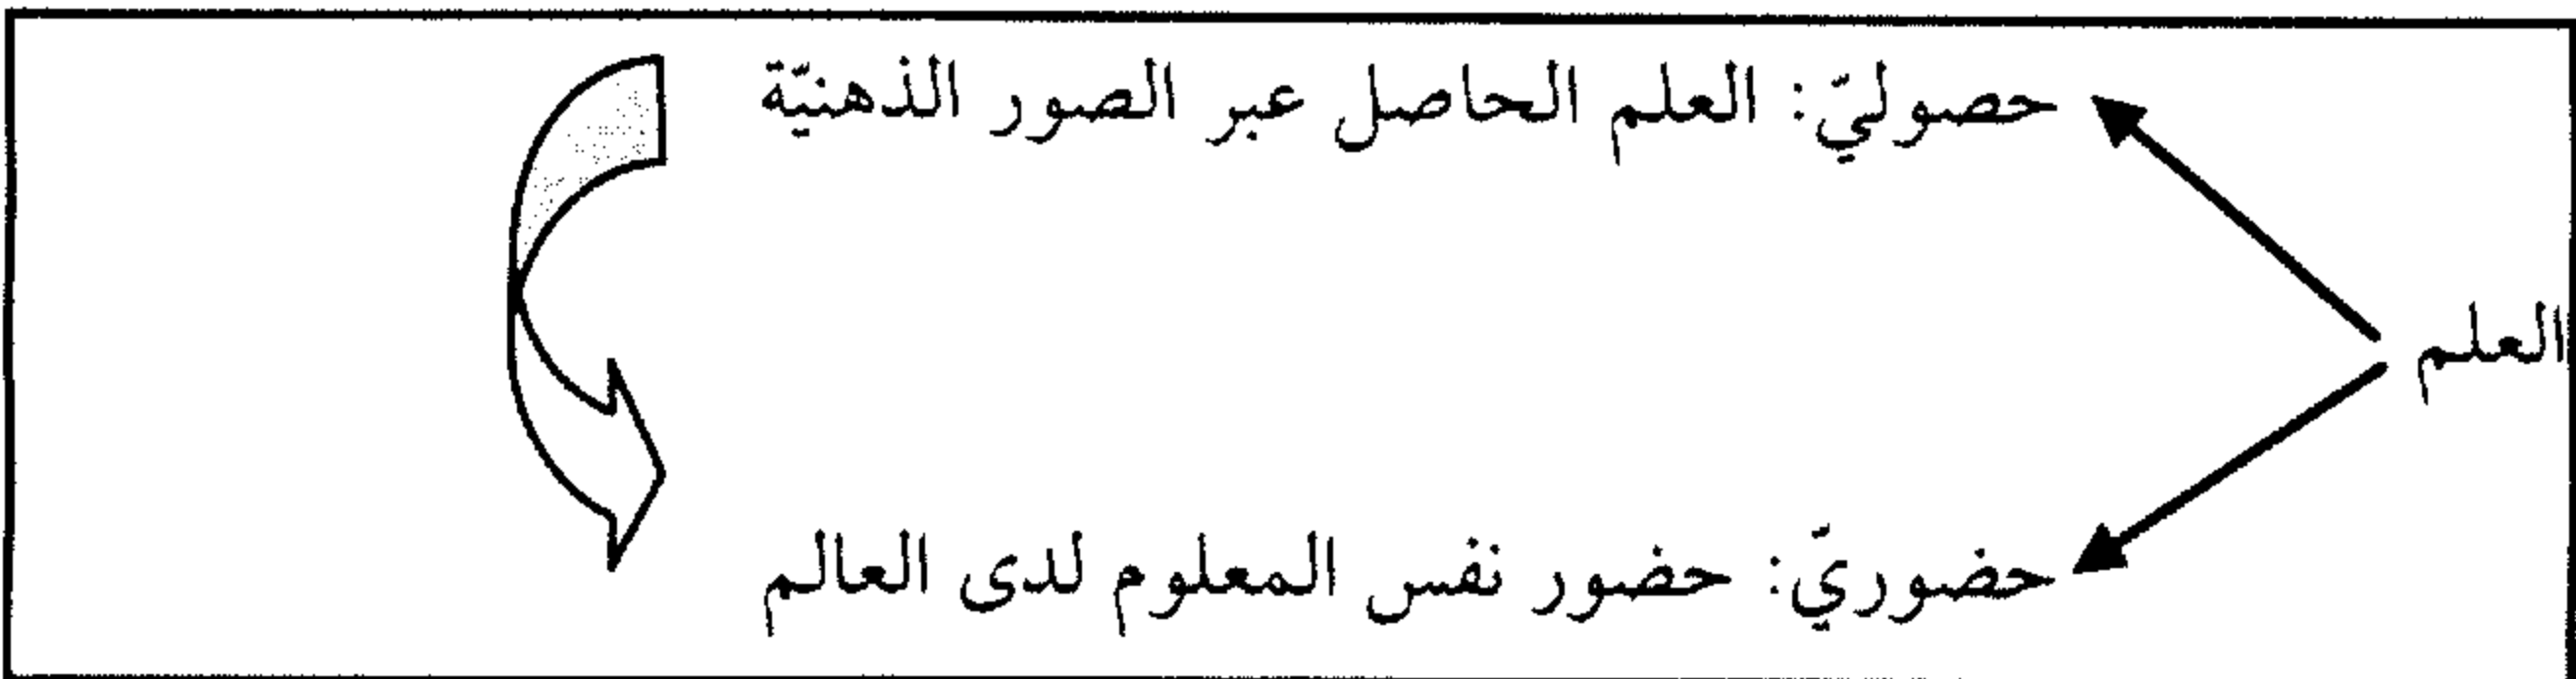 حصوليّ: العلم الحاصل عبر الصور الذهنيّة
العلم
حضوريّ: حضور نفس المعلوم لدى العالم